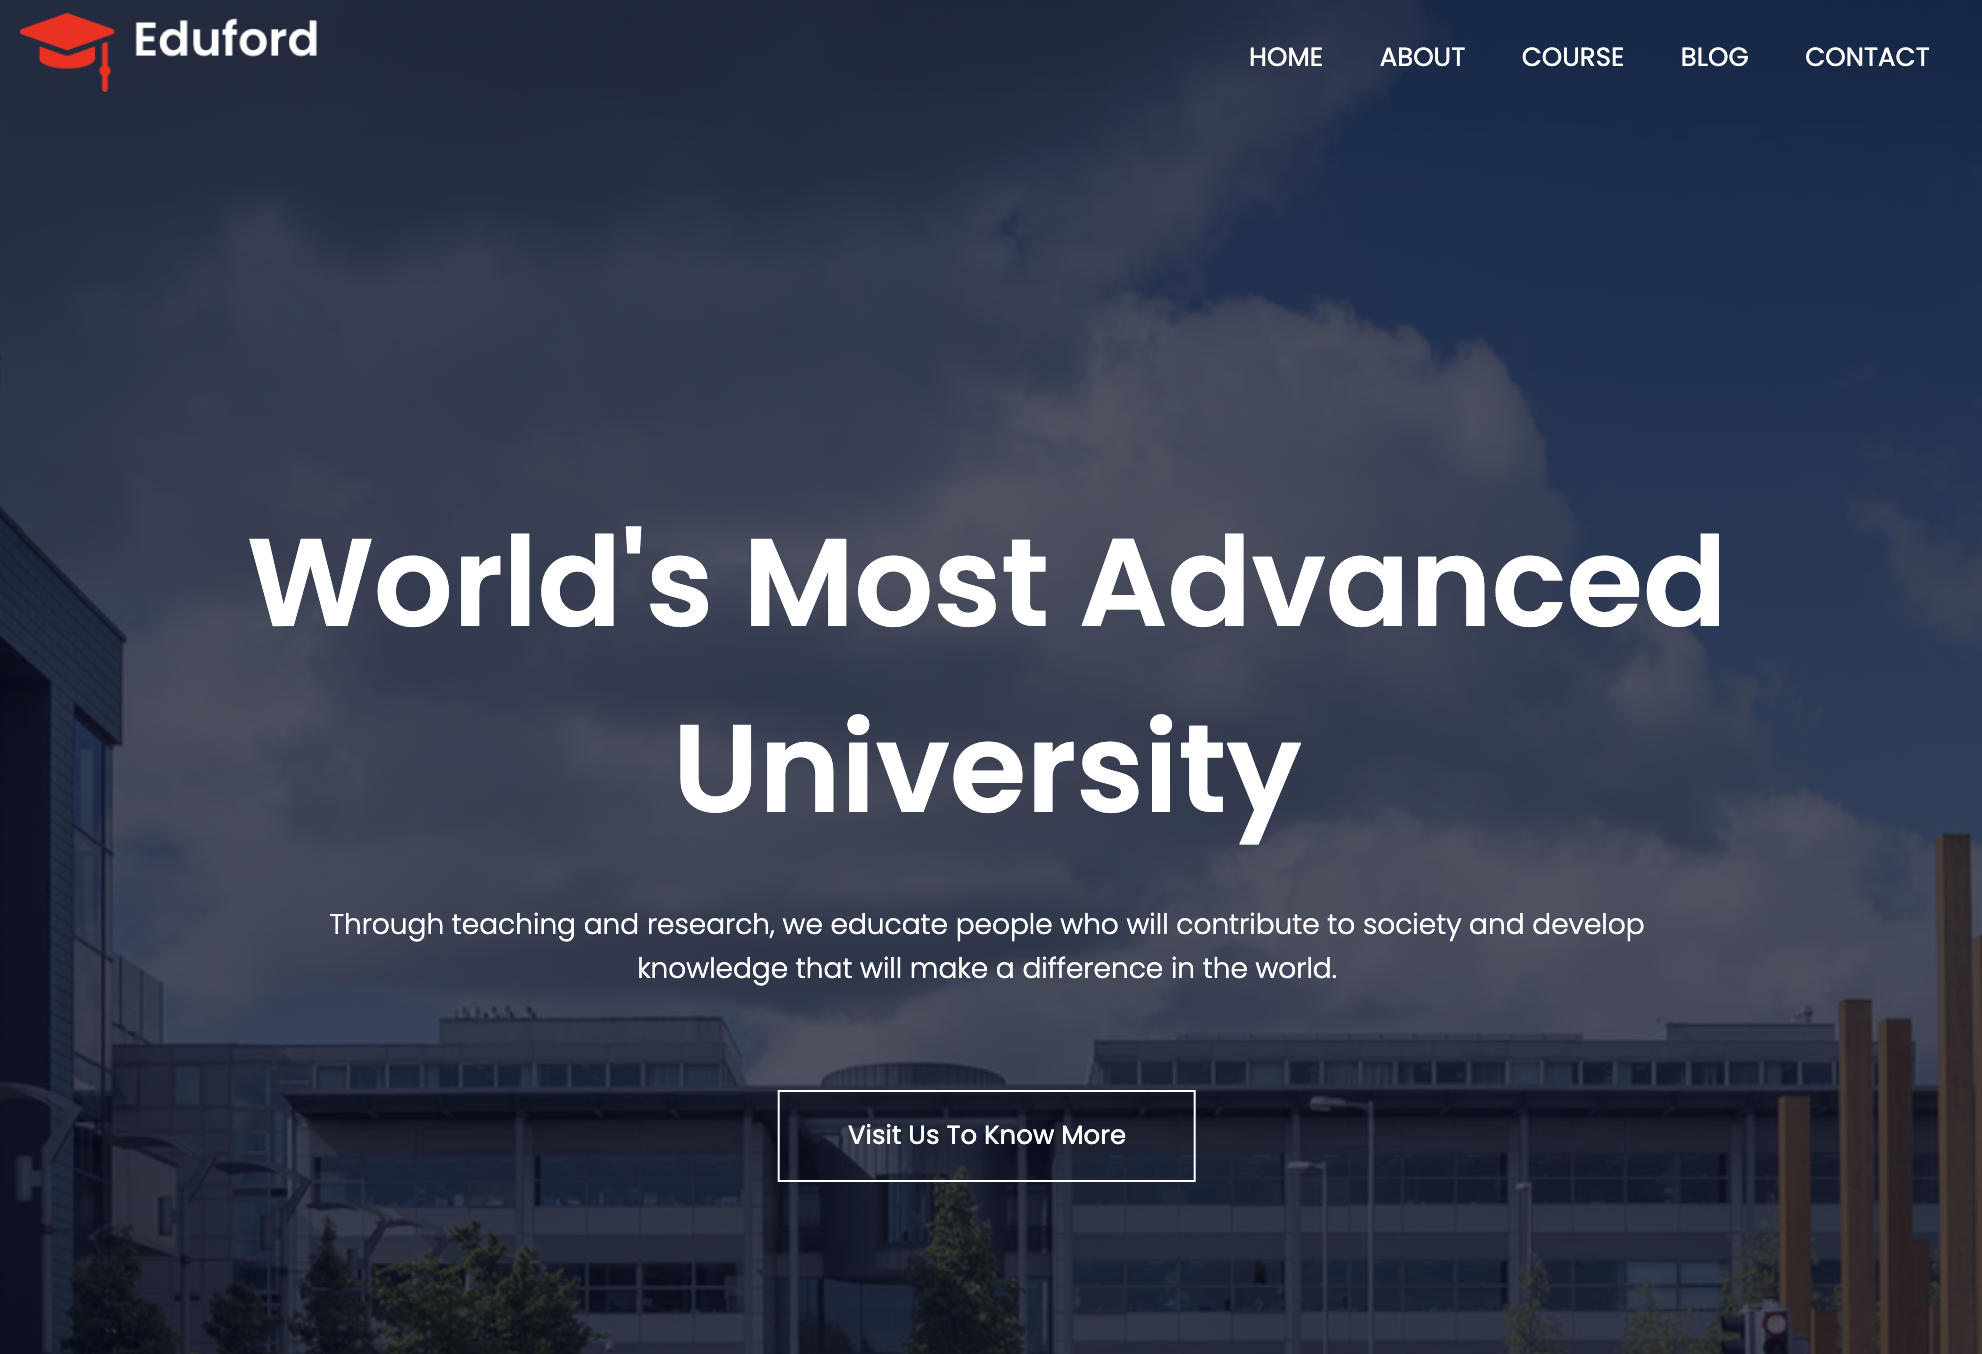 Eduford
HOME ABOUT COURSE BLOG CONTACT
World's Most Advanced
University
Through teaching and research, we educate people who will contribute to society and develop
knowledge that will make a difference in the world.
Visit Us To Know More